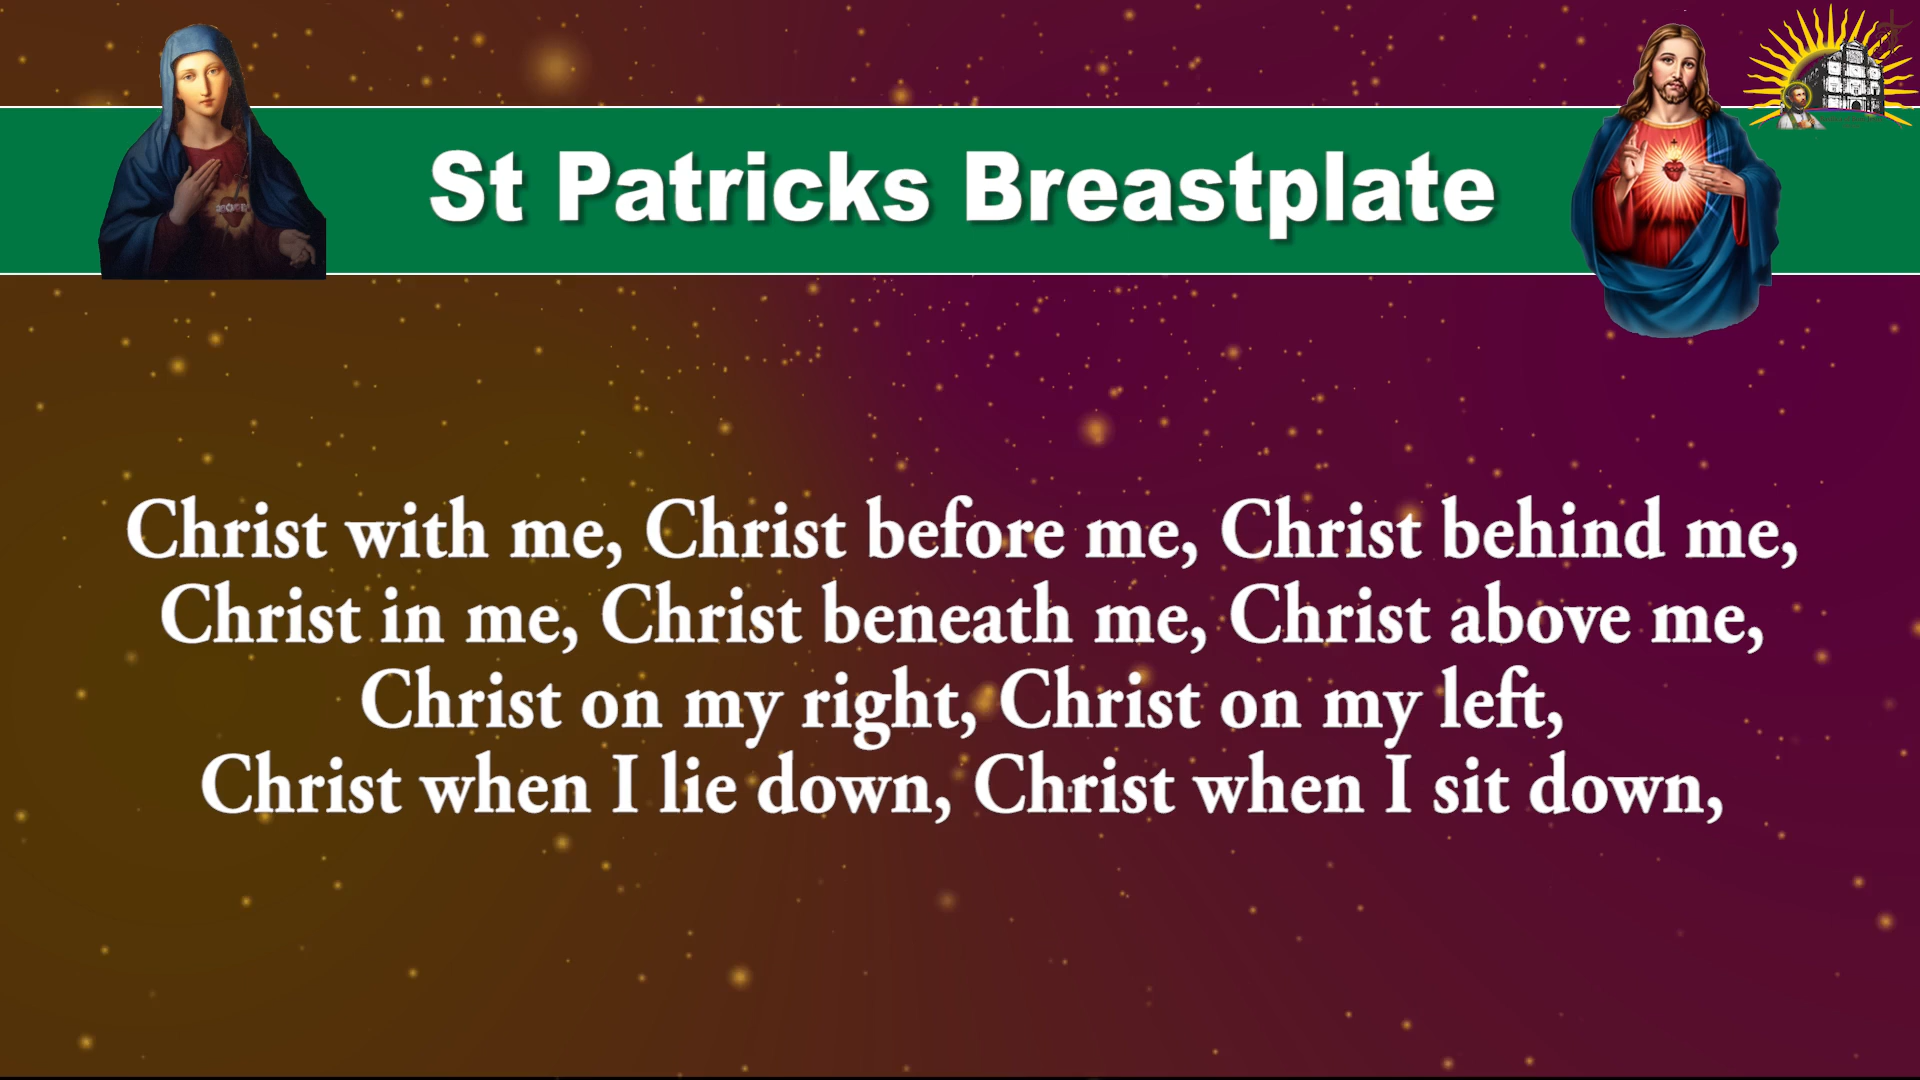 St Patricks Breastplate
Christ with me, Christ before me, Christ behind me,
Christ in me, Christ beneath me, Christ above me,
Christ on my right, Christ on my left,
Christ when I lie down, Christ when I sit down,